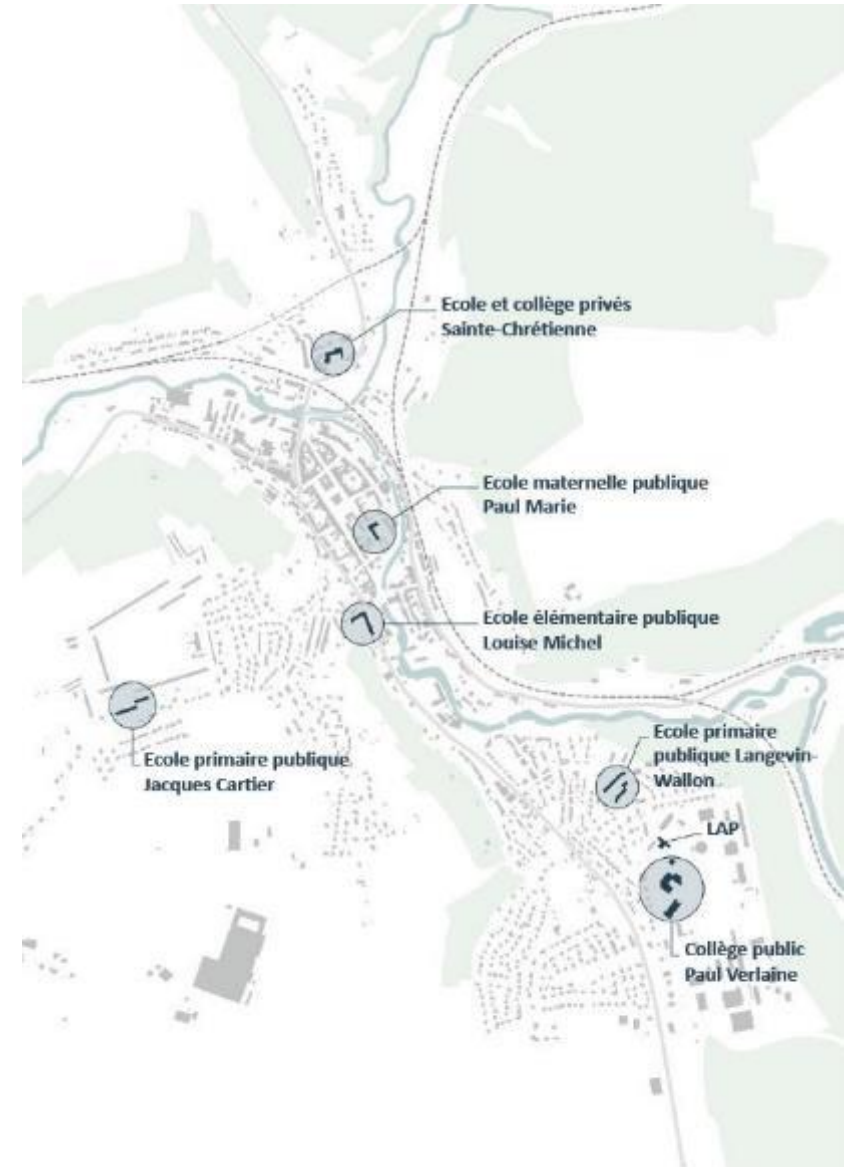 Ecole et collège privés
Sainte-Chrétienne
Ecole maternelle publique
Paul Marie
Ecole élémentaire publique
Louise Michel
Ecole primaire publique
Jacques Cartier
Ecole primaire
publique Langevin-
Wallon
LAP
Collège public
Paul Verlaine